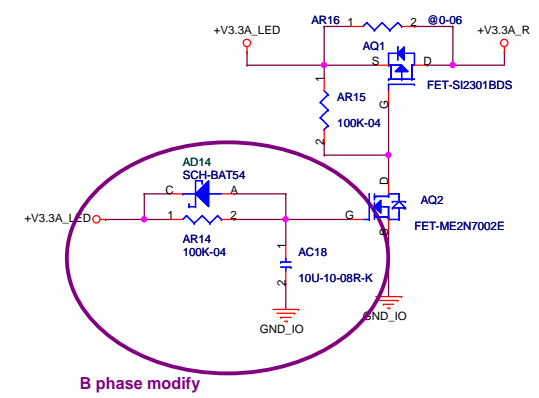 AR16
1
2
@0-06
+V3.3A_LED
AQ1
+V3.3A_R
S
D
G
FET-SI2301BDS
1
AR15
100K-04
2
AD14
SCH-BAT54
C
A
D
AQ2
+V3.3A_LED
1
2
G
S
FET-ME2N7002E
AR14
100K-04
1
AC18
10U-10-08R-K
2
GND_IO
GND_IO
B phase modify